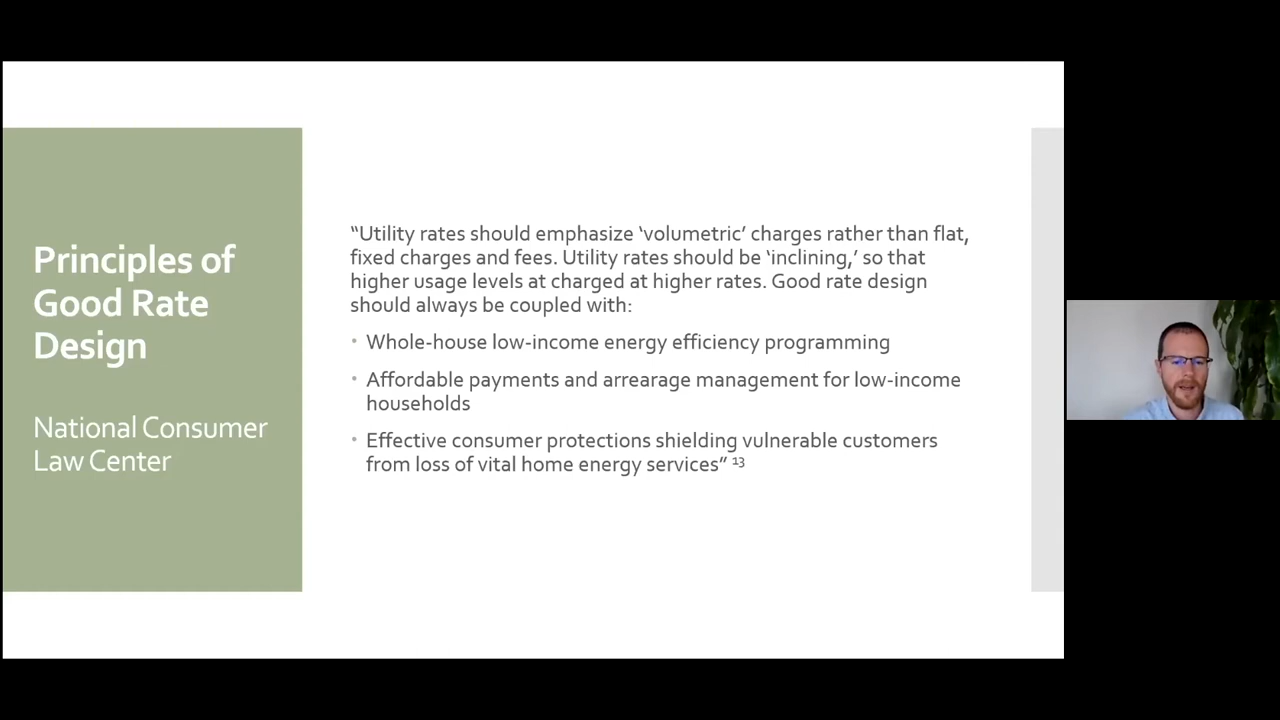 Principles of
Good Rate
Design
National Consumer
Law Center
“Utility rates should emphasize ‘volumetric’ charges rather than flat,
fixed charges and fees. Utility rates should be ‘inclining,’ so that
higher usage levels at charged at higher rates. Good rate design
should always be coupled with:
• Whole-house low-income energy efficiency programming
• Affordable payments and arrearage management for low-income
households
• Effective consumer protections shielding vulnerable customers
from loss of vital home energy services” ¹³